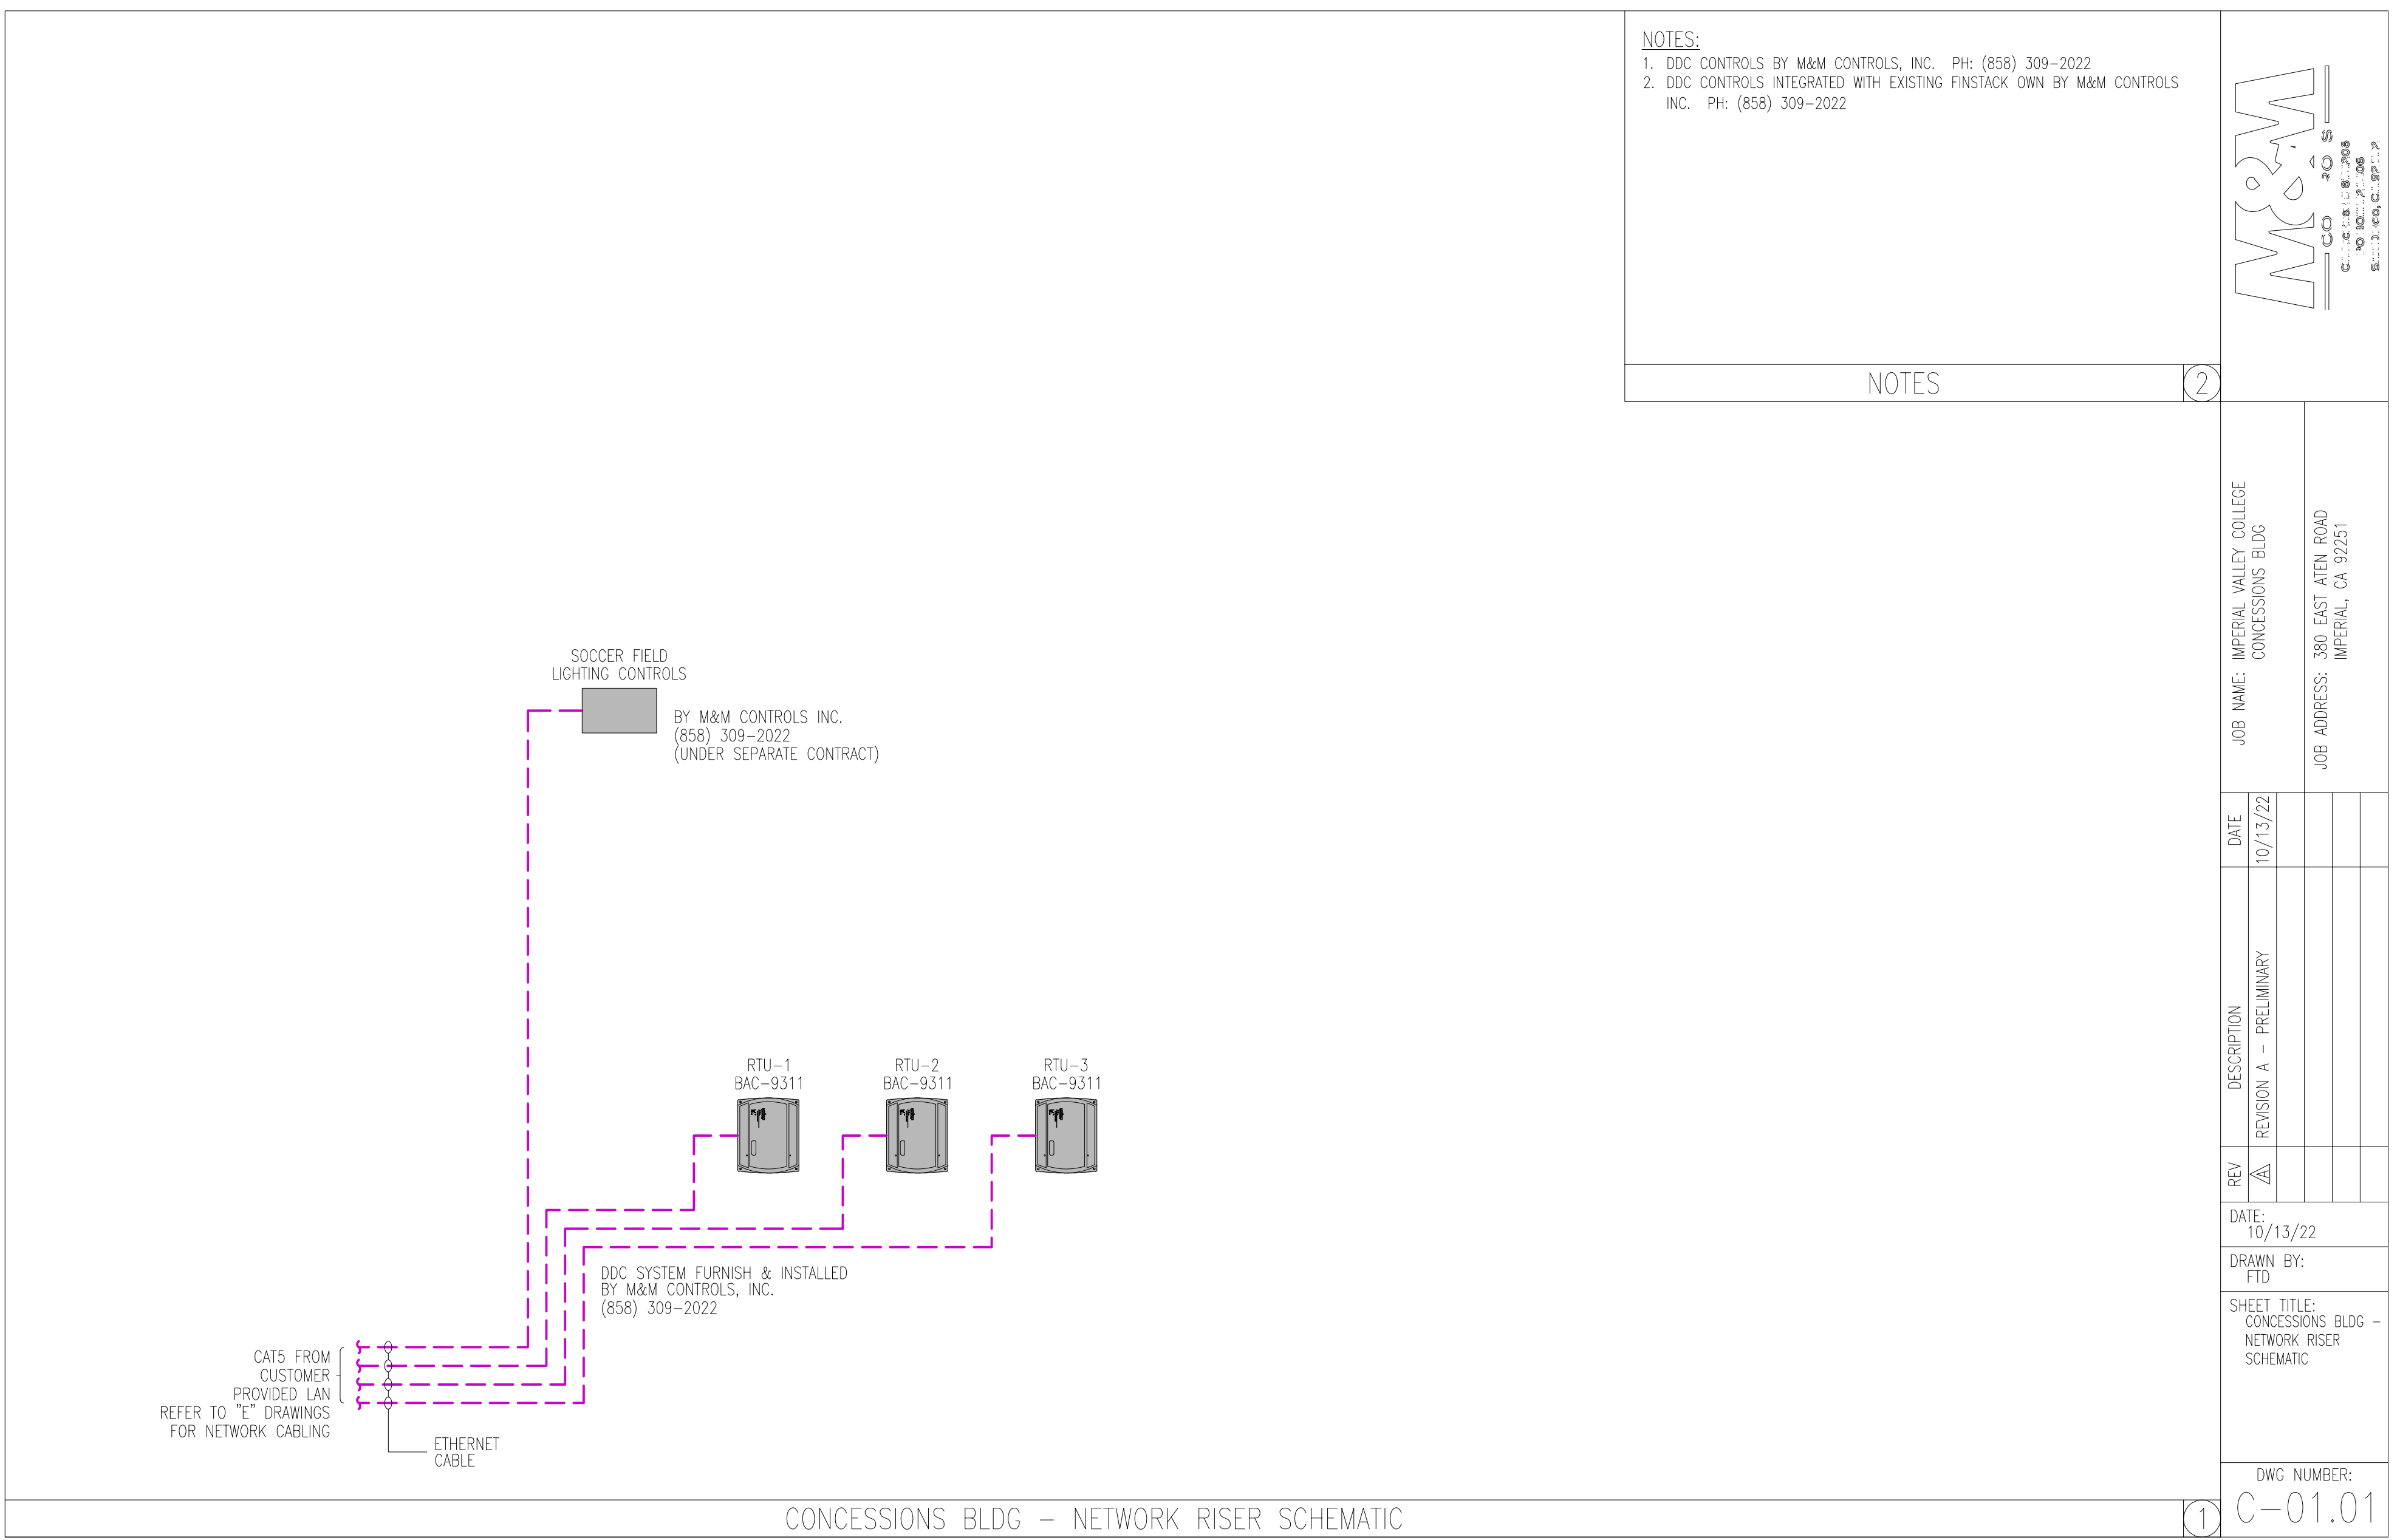 NOTES:
1. DDC CONTROLS BY M&M CONTROLS, INC. PH: (858) 309-2022
2. DDC CONTROLS INTEGRATED WITH EXISTING FINSTACK OWN BY M&M CONTROLS
INC. PH: (858) 309-2022
NOTES
2
SOCCER FIELD
LIGHTING CONTROLS
BY M&M CONTROLS INC.
(858) 309-2022
(UNDER SEPARATE CONTRACT)
RTU-1
BAC-9311
RTU-2
BAC-9311
RTU-3
BAC-9311
DDC SYSTEM FURNISH & INSTALLED
BY M&M CONTROLS, INC.
(858) 309-2022
CAT5 FROM
CUSTOMER
PROVIDED LAN
REFER TO "E" DRAWINGS
FOR NETWORK CABLING
ETHERNET
CABLE
CONCESSIONS BLDG - NETWORK RISER SCHEMATIC
1
M&M
JOB NAME: IMPERIAL VALLEY COLLEGE
CONCESSIONS BLDG
JOB ADDRESS: 380 EAST ATEN ROAD
IMPERIAL, CA 92251
REV DESCRIPTION DATE
A REVISION A - PRELIMINARY 10/13/22
DATE:
10/13/22
DRAWN BY:
FTD
SHEET TITLE:
CONCESSIONS BLDG -
NETWORK RISER
SCHEMATIC
DWG NUMBER:
C-01.01